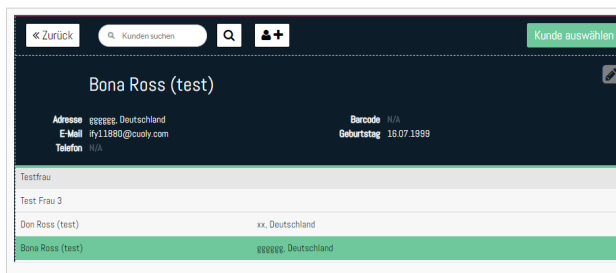 « Zurück Kunden suchen Kunde auswählen
Bona Ross (test)
Adresse gggggg, Deutschland Barcode N/A
E-Mail ify11880@cuoly.com Geburtstag 16.07.1999
Telefon N/A
Testfrau
Test Frau 3
Don Ross (test) xx, Deutschland
Bona Ross (test) gggggg, Deutschland